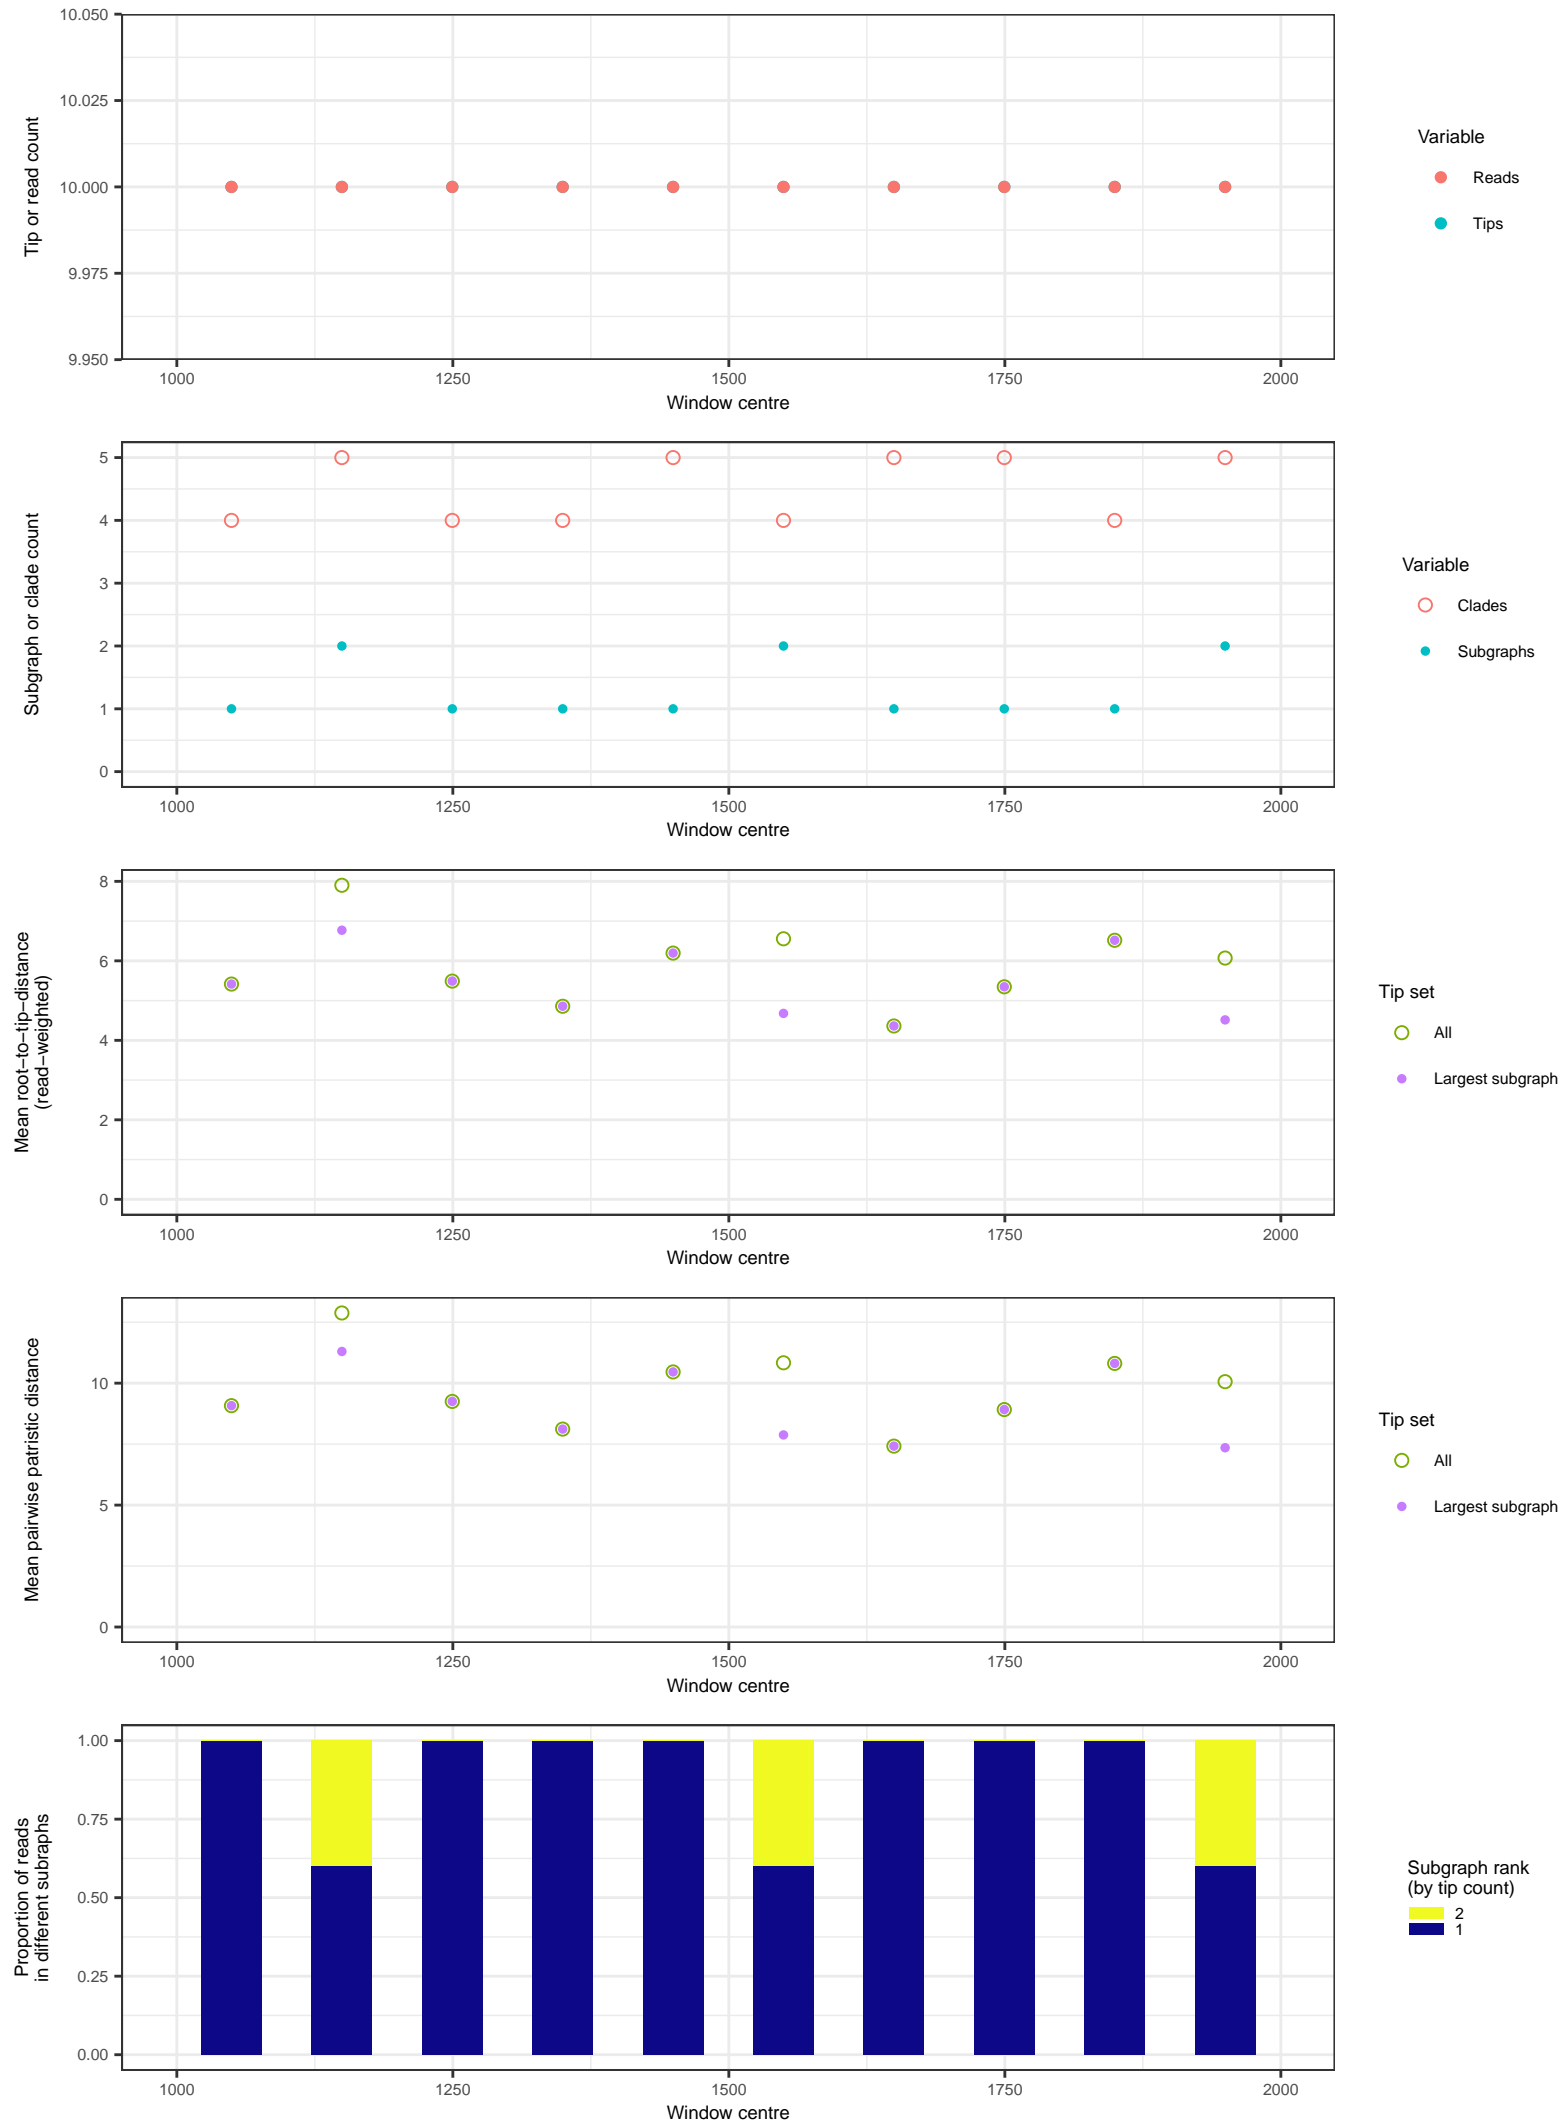 10.050
10.025
10.000
9.975
9.950
Tip or read count
1000 1250 1500 1750 2000
Window centre
Variable
Reads
Tips
5
4
3
2
1
0
Subgraph or clade count
1000 1250 1500 1750 2000
Window centre
Variable
Clades
Subgraphs
8
6
4
2
0
Mean root−to−tip−distance
(read−weighted)
1000 1250 1500 1750 2000
Window centre
Tip set
All
Largest subgraph
10
5
0
Mean pairwise patristic distance
1000 1250 1500 1750 2000
Window centre
Tip set
All
Largest subgraph
1.00
0.75
0.50
0.25
0.00
Proportion of reads
in different subraphs
1000 1250 1500 1750 2000
Window centre
Subgraph rank
(by tip count)
2
1